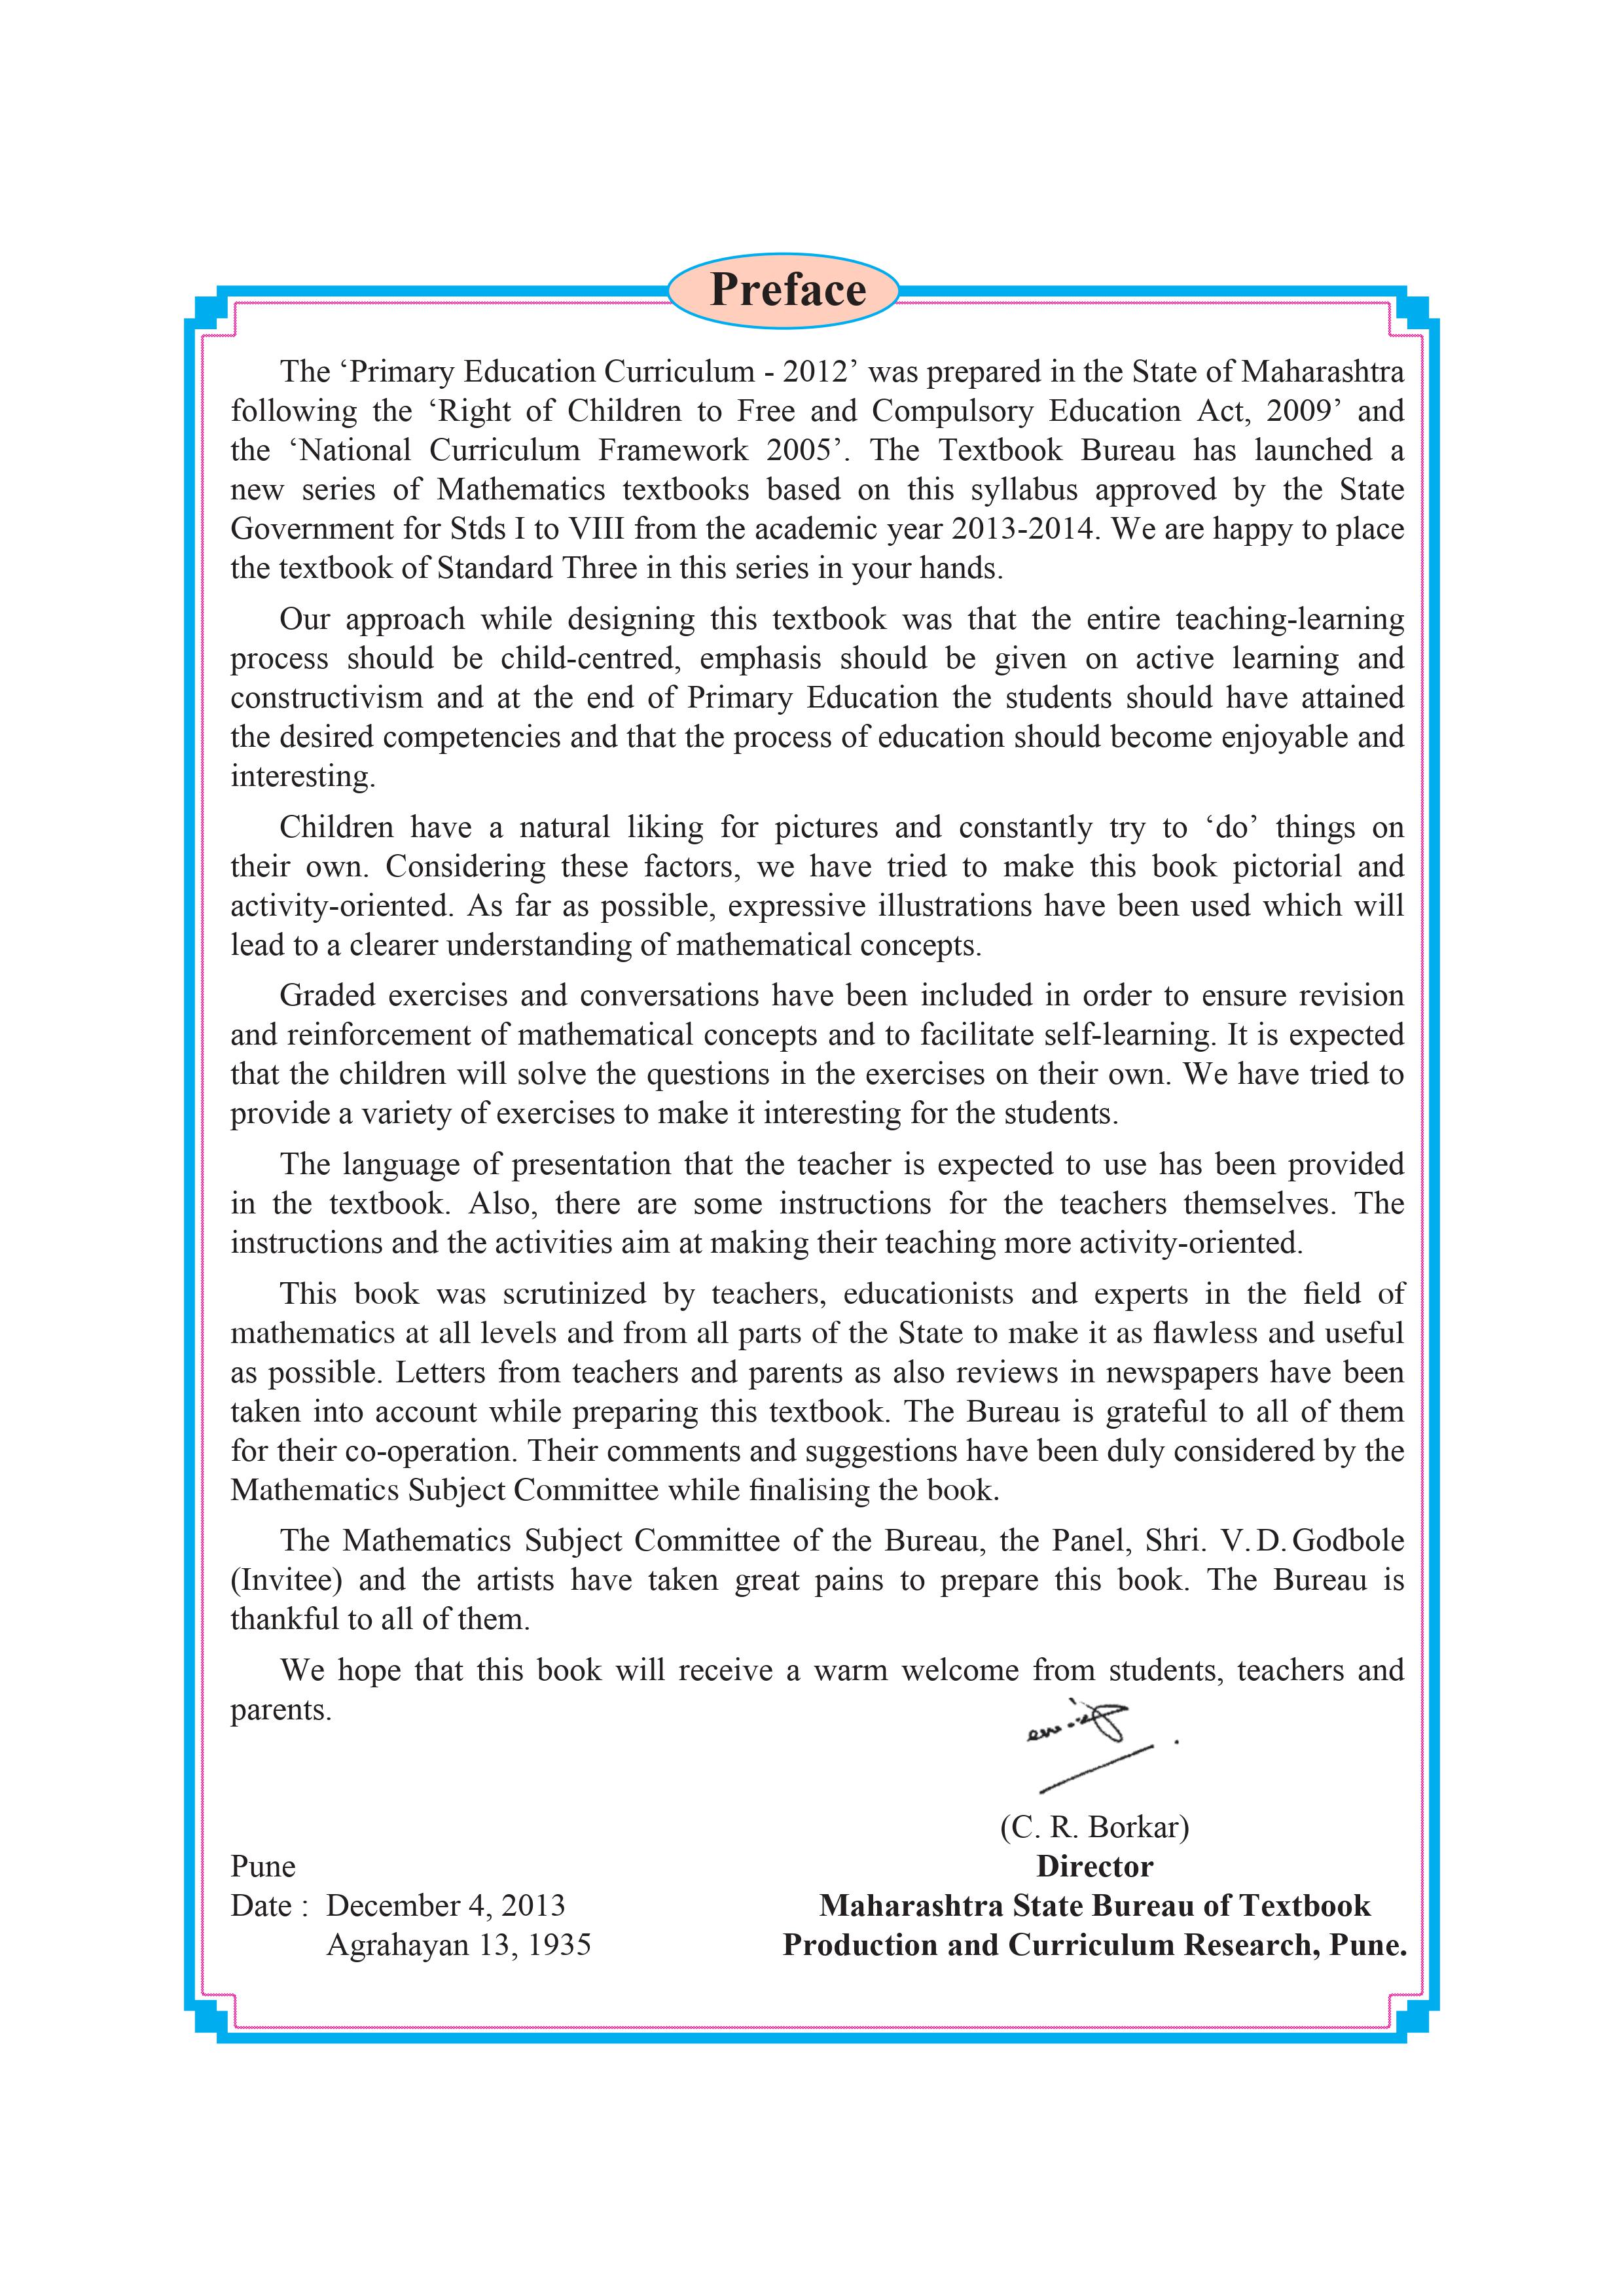 Preface
The ‘Primary Education Curriculum - 2012’ was prepared in the State of Maharashtra
following the ‘Right of Children to Free and Compulsory Education Act, 2009’ and
the ‘National Curriculum Framework 2005’. The Textbook Bureau has launched a
new series of Mathematics textbooks based on this syllabus approved by the State
Government for Stds I to VIII from the academic year 2013-2014. We are happy to place
the textbook of Standard Three in this series in your hands.
Our approach while designing this textbook was that the entire teaching-learning
process should be child-centred, emphasis should be given on active learning and
constructivism and at the end of Primary Education the students should have attained
the desired competencies and that the process of education should become enjoyable and
interesting.
Children have a natural liking for pictures and constantly try to ‘do’ things on
their own. Considering these factors, we have tried to make this book pictorial and
activity-oriented. As far as possible, expressive illustrations have been used which will
lead to a clearer understanding of mathematical concepts.
Graded exercises and conversations have been included in order to ensure revision
and reinforcement of mathematical concepts and to facilitate self-learning. It is expected
that the children will solve the questions in the exercises on their own. We have tried to
provide a variety of exercises to make it interesting for the students.
The language of presentation that the teacher is expected to use has been provided
in the textbook. Also, there are some instructions for the teachers themselves. The
instructions and the activities aim at making their teaching more activity-oriented.
This book was scrutinized by teachers, educationists and experts in the field of
mathematics at all levels and from all parts of the State to make it as flawless and useful
as possible. Letters from teachers and parents as also reviews in newspapers have been
taken into account while preparing this textbook. The Bureau is grateful to all of them
for their co-operation. Their comments and suggestions have been duly considered by the
Mathematics Subject Committee while finalising the book.
The Mathematics Subject Committee of the Bureau, the Panel, Shri. V. D. Godbole
(Invitee) and the artists have taken great pains to prepare this book. The Bureau is
thankful to all of them.
We hope that this book will receive a warm welcome from students, teachers and
parents.
(C. R. Borkar)
Pune
Director
Date : December 4, 2013
Maharashtra State Bureau of Textbook
Agrahayan 13, 1935
Production and Curriculum Research, Pune.